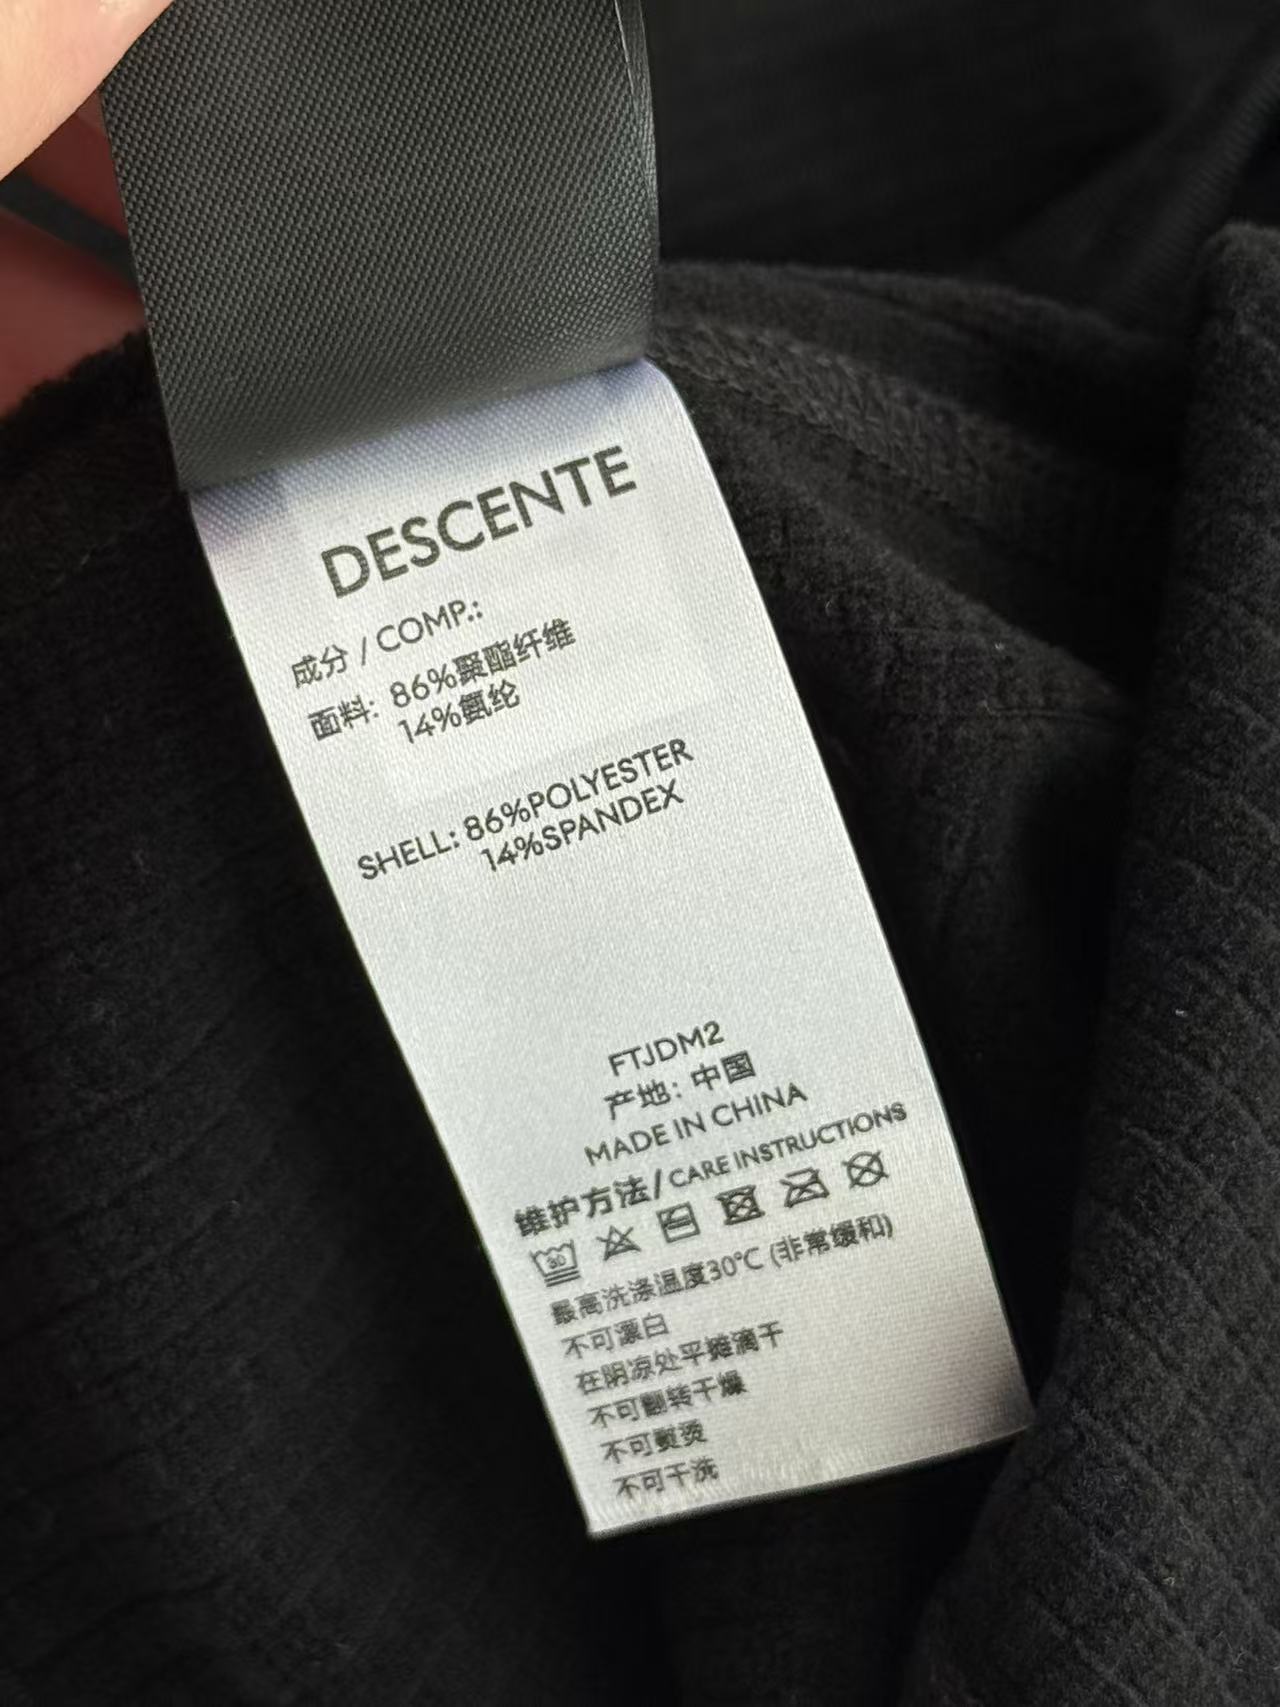 DESCENTE
成分 / COMP.:
面料: 86%聚酯纤维
14%氨纶
SHELL: 86%POLYESTER
14%SPANDEX
FTJDM2
产地: 中国
MADE IN CHINA
维护方法/CARE INSTRUCTIONS
30
最高洗涤温度30℃ (非常缓和)
不可漂白
在阴凉处平摊滴干
不可翻转干燥
不可熨烫
不可干洗